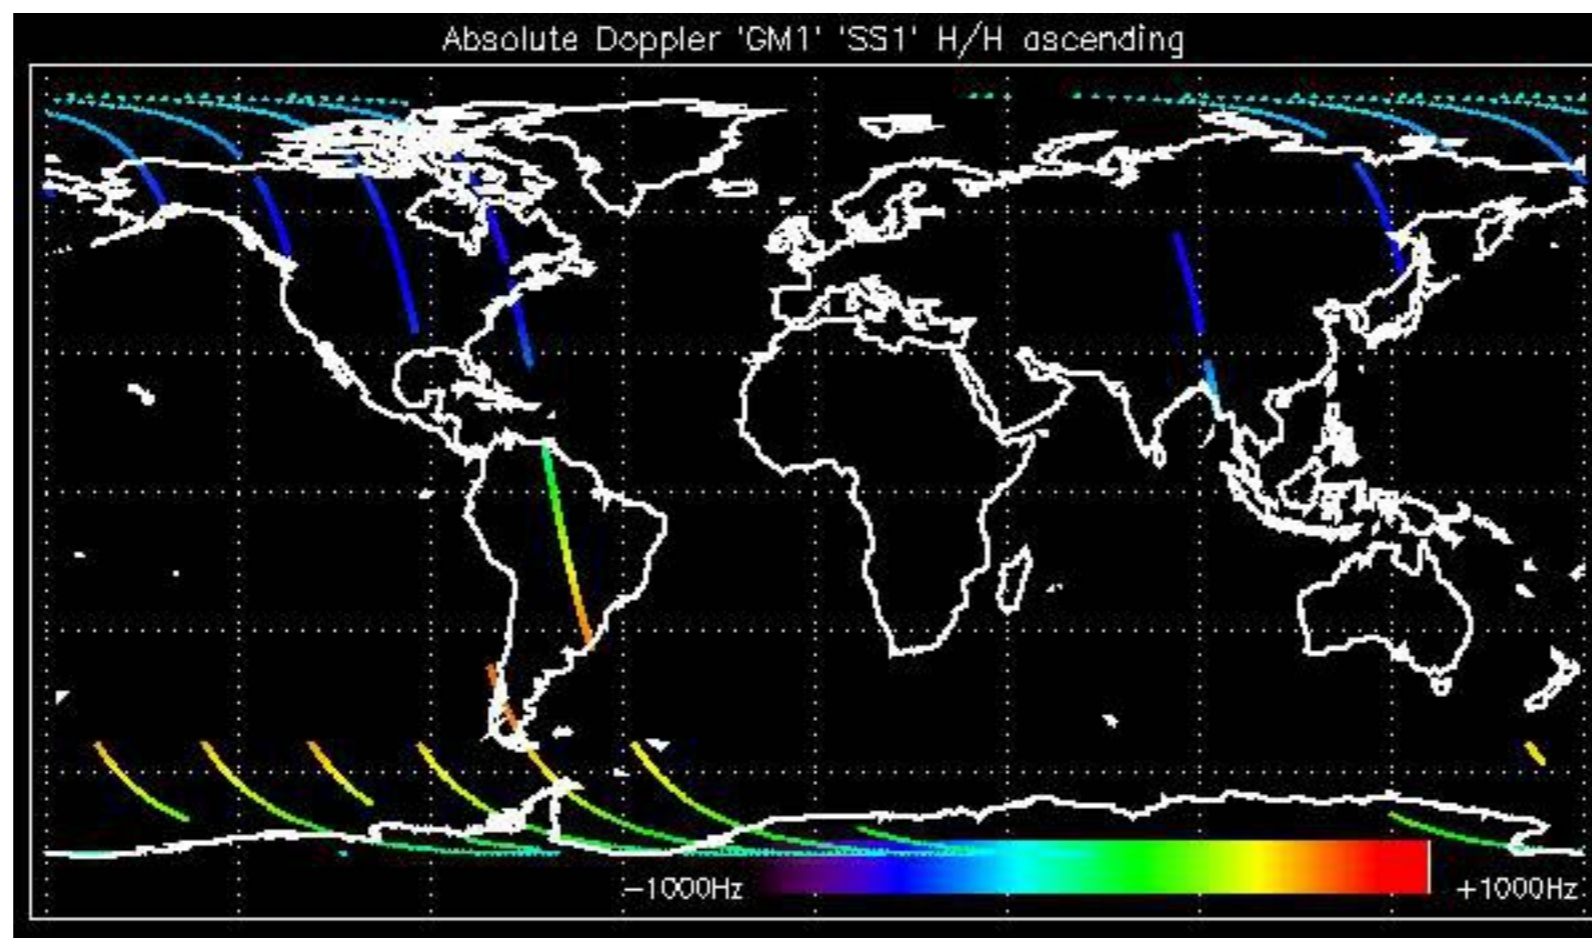 Absolute Doppler 'GM1' 'SS1' H/H ascending
-1000Hz
+1000Hz